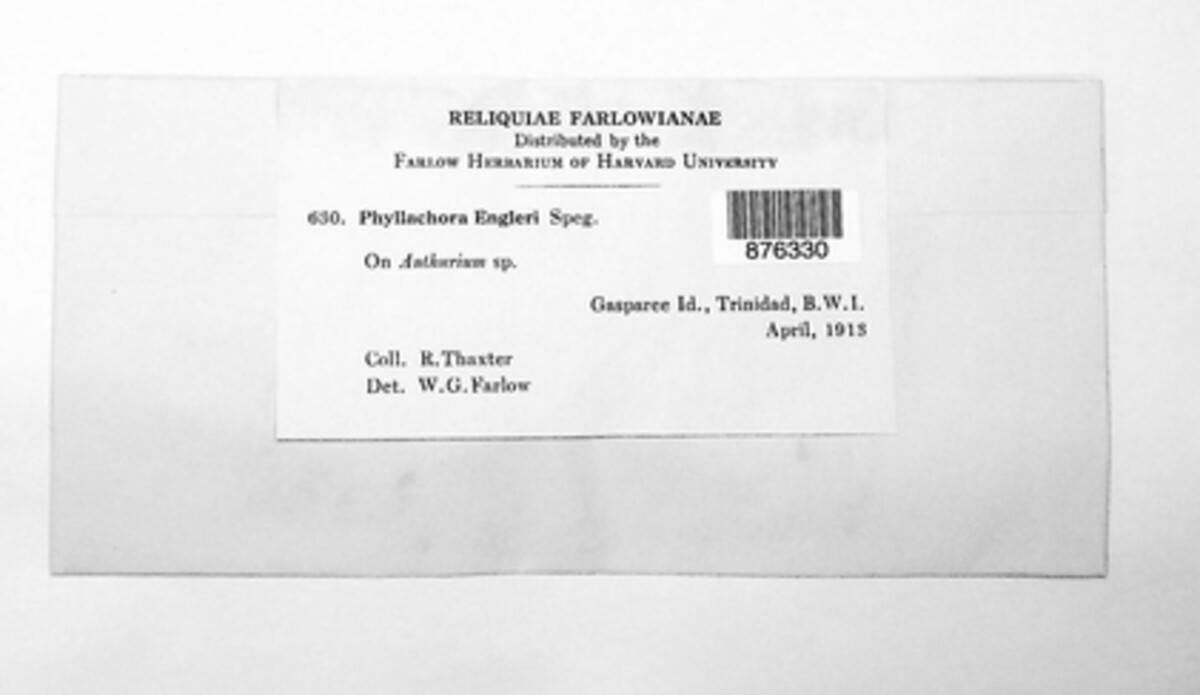 RELIQUIAE FARLOWIANAE
Distributed by the
FARLOW HERBARIUM OF HARVARD UNIVERSITY
630. Phyllachora Engleri Speg.
876330
On Anthurium sp.
Gasparee Id., Trinidad, B.W.I.
April, 1913
Coll. R. Thaxter
Det. W.G. Farlow